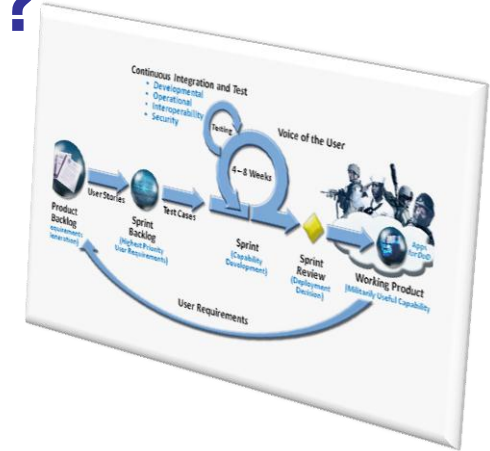 ?
Continuous Integration and Test
• Developmental
• Operational
• Interoperability
• Security
Testing
Voice of the User
4 – 8 Weeks
User Stories
Test Cases
Product
Backlog
Sprint
Backlog
(Highest Priority
User Requirements)
Sprint
(Capability
Development)
Sprint
Review
(Deployment
Decision)
Working Product
(Militarily Useful Capability
Apps
for DoD
User Requirements